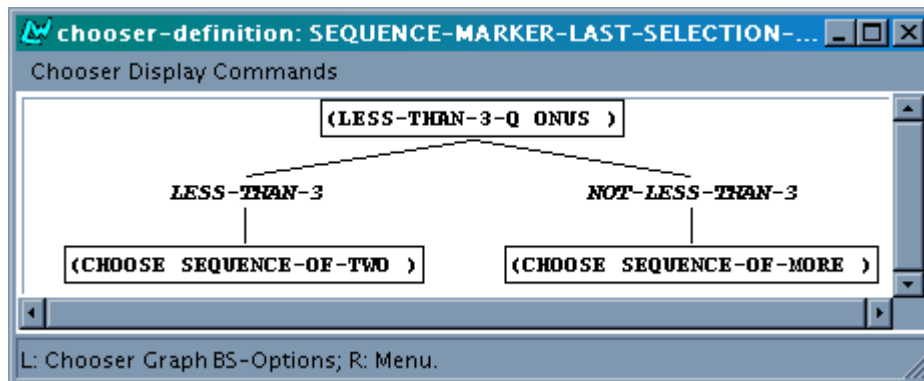 chooser-definition: SEQUENCE-MARKER-LAST-SELECTION-...
Chooser Display Commands
(LESS-THAN-3-Q ONUS )
LESS-THAN-3 NOT-LESS-THAN-3
(CHOOSE SEQUENCE-OF-TWO ) (CHOOSE SEQUENCE-OF-MORE )
L: Chooser Graph BS-Options; R: Menu.